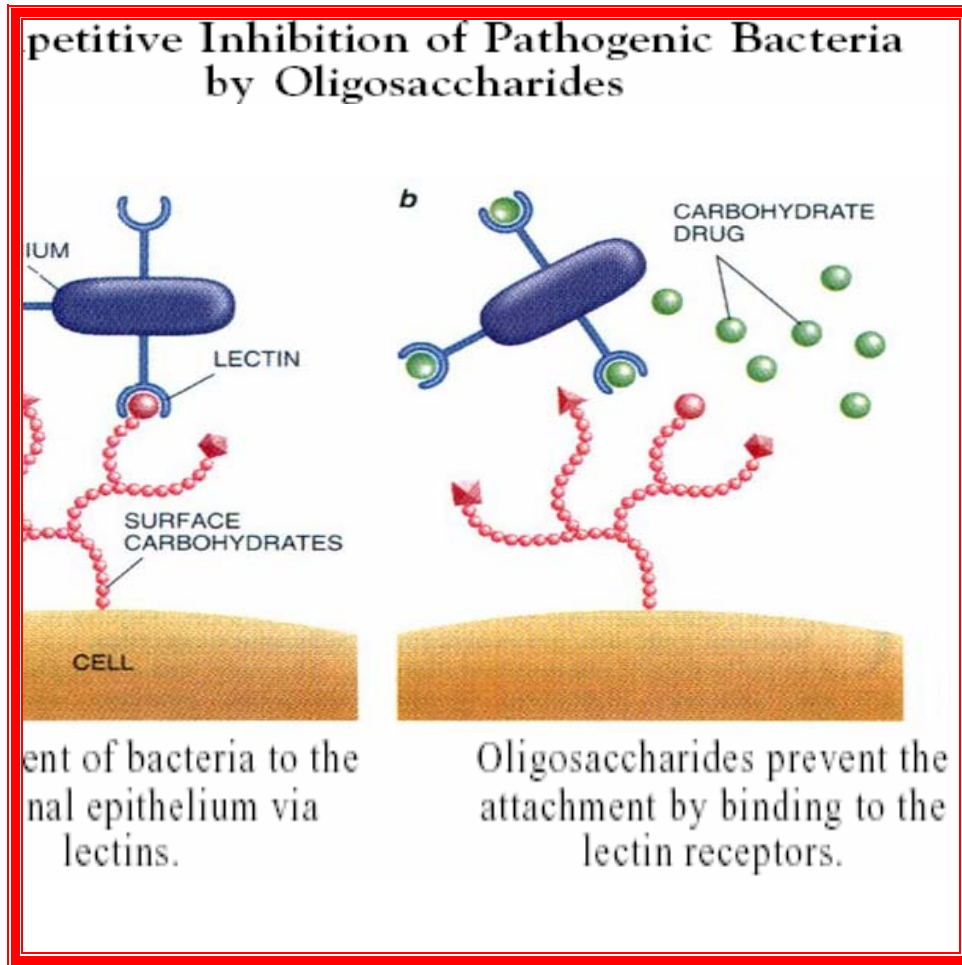 petitive Inhibition of Pathogenic Bacteria
by Oligosaccharides
b
IUM
CARBOHYDRATE
DRUG
LECTIN
SURFACE
CARBOHYDRATES
CELL
ent of bacteria to the
nal epithelium via
lectins.
Oligosaccharides prevent the
attachment by binding to the
lectin receptors.